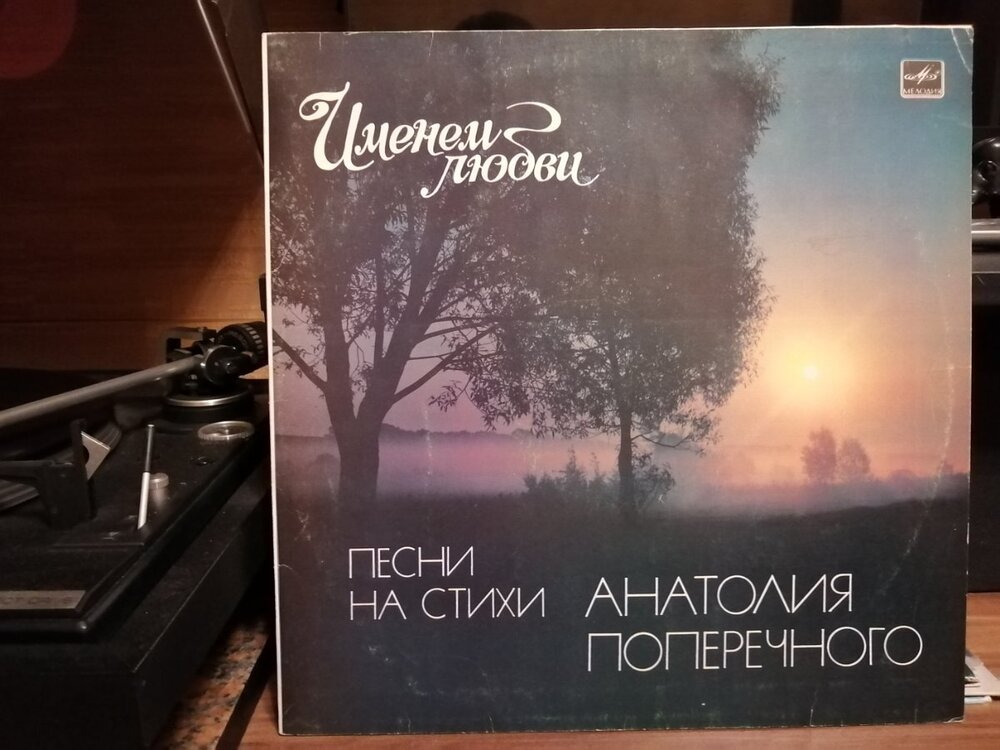 Именем
любви
МЕЛОДИЯ
ПЕСНИ
НА СТИХИ
АНАТОЛИЯ
ПОПЕРЕЧНОГО